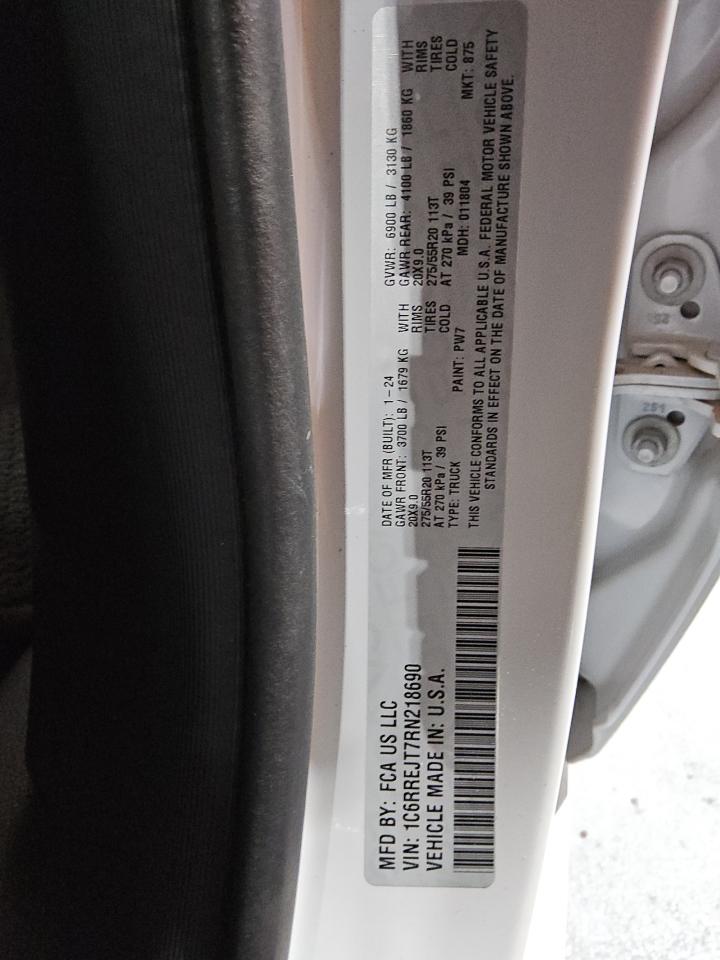 MFD BY: FCA US LLC
VIN: 1C6RREJT7RN218690
VEHICLE MADE IN: U.S.A.
DATE OF MFR (BUILT): 1-24
GVWR: 6900 LB / 3130 KG
GAWR FRONT: 3700 LB / 1679 KG WITH
GAWR REAR: 4100 LB / 1860 KG WITH
20X9.0 RIMS
20X9.0 RIMS
275/55R20 113T TIRES
275/55R20 113T TIRES
AT 270 kPa / 39 PSI COLD
AT 270 kPa / 39 PSI COLD
TYPE: TRUCK PAINT: PW7 MDH: 011804 MKT: 875
THIS VEHICLE CONFORMS TO ALL APPLICABLE U.S.A. FEDERAL MOTOR VEHICLE SAFETY
STANDARDS IN EFFECT ON THE DATE OF MANUFACTURE SHOWN ABOVE.
251